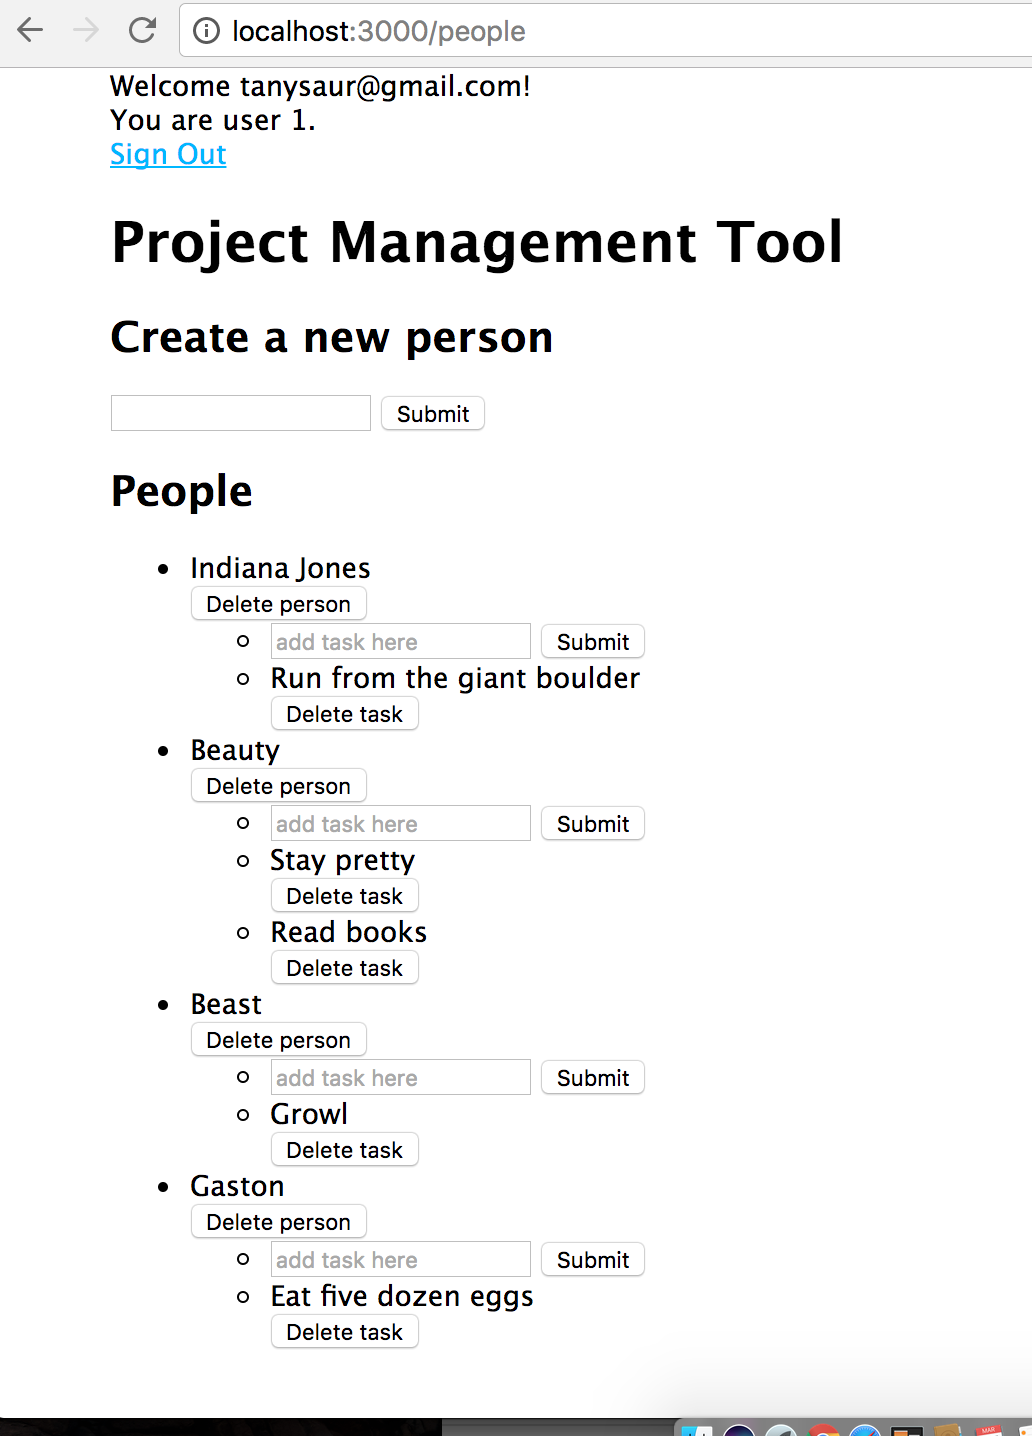 localhost:3000/people
Welcome tanysaur@gmail.com!
You are user 1.
Sign Out
Project Management Tool
Create a new person
Submit
People
Indiana Jones
Delete person
add task here Submit
Run from the giant boulder
Delete task
Beauty
Delete person
add task here Submit
Stay pretty
Delete task
Read books
Delete task
Beast
Delete person
add task here Submit
Growl
Delete task
Gaston
Delete person
add task here Submit
Eat five dozen eggs
Delete task
MAR